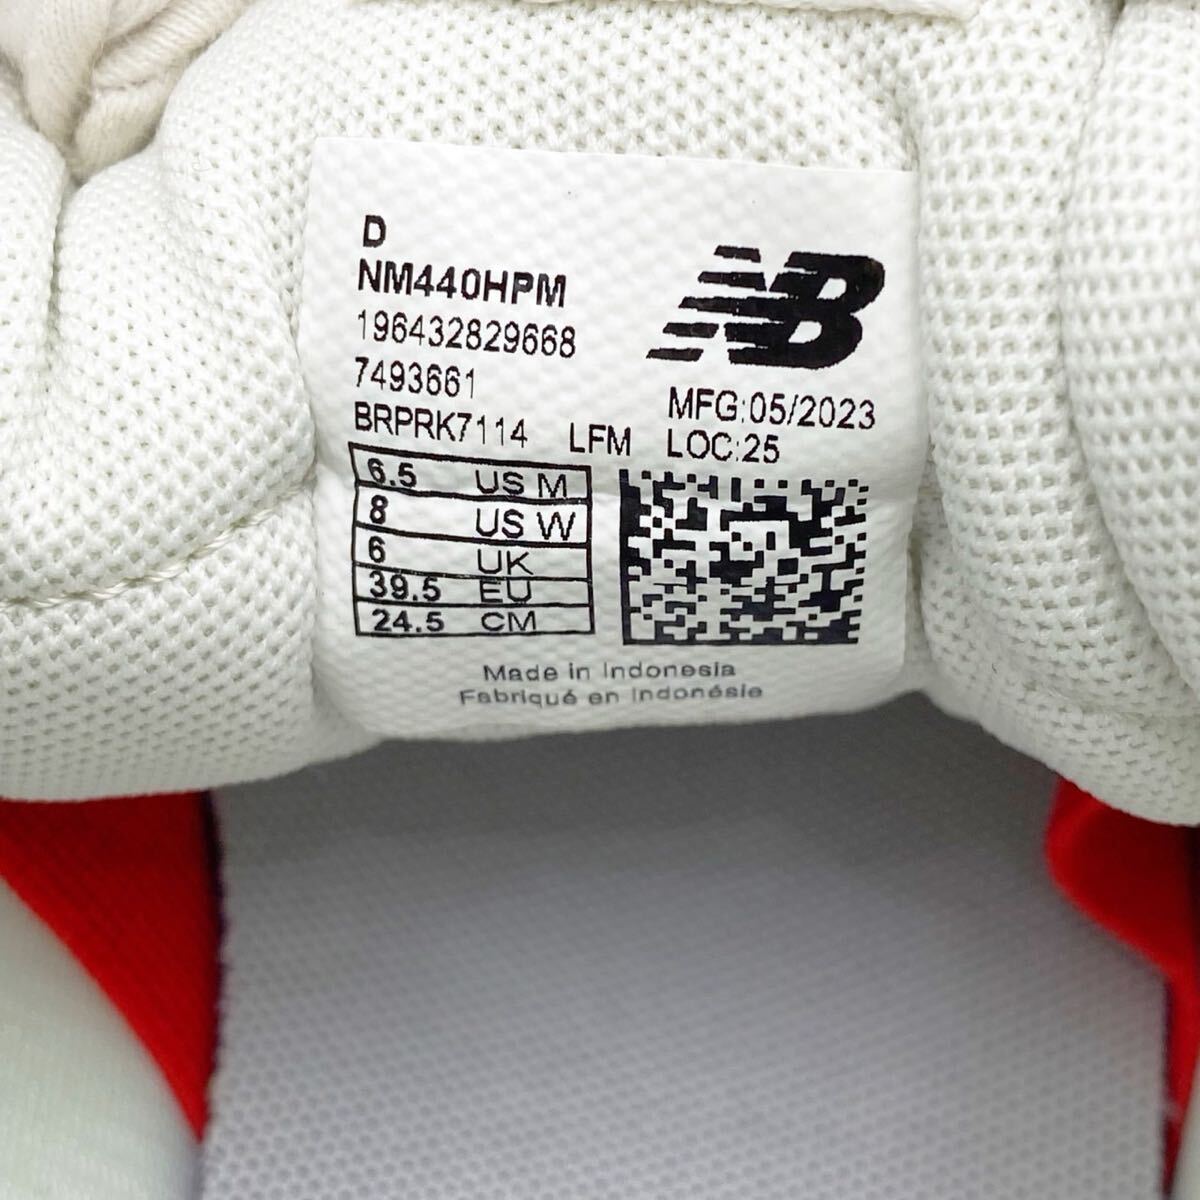 D
NM440HPM
196432829668
7493661
BRPRK7114 LFM
NB
MFG:05/2023
LOC:25
6.5 US M
8 US W
6 UK
39.5 EU
24.5 CM
Made in Indonesia
Fabriqué en Indonésie